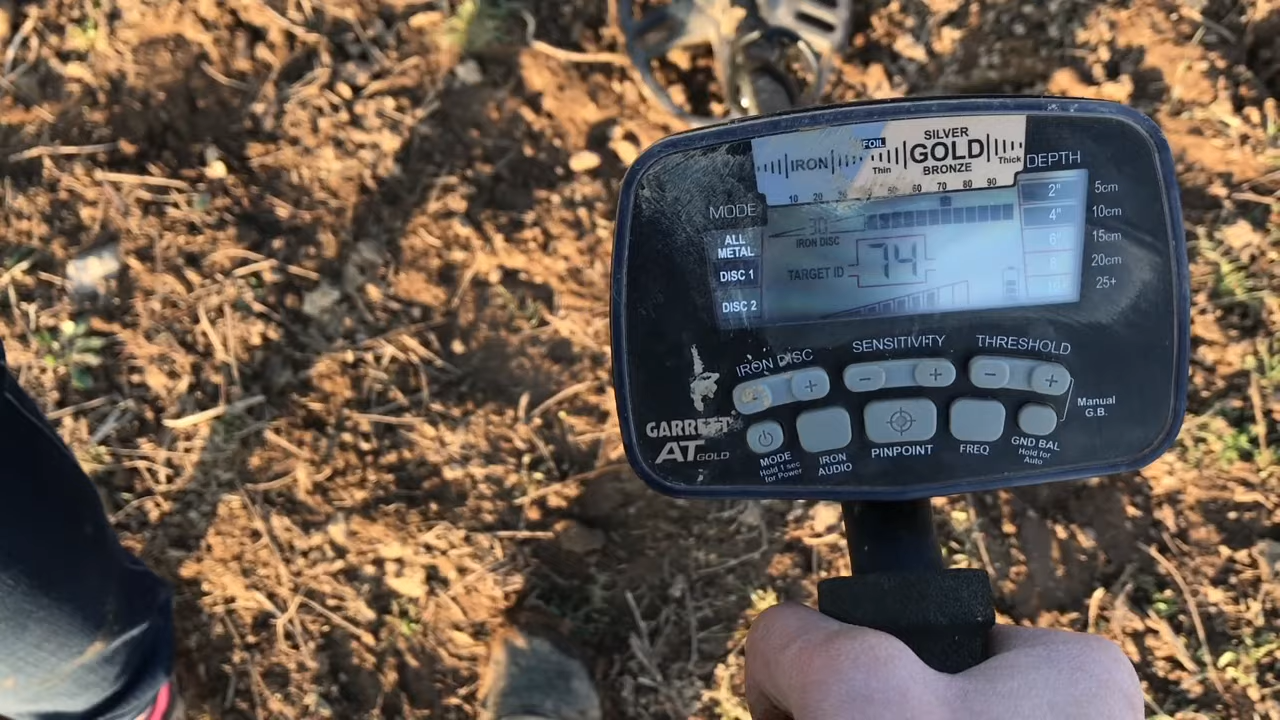 IRON
FOIL
Thin
SILVER
GOLD
BRONZE
Thick
10 20 50 60 70 80 90
DEPTH
2" 5cm
4" 10cm
6" 15cm
8 20cm
25+
MODE
ALL
METAL
DISC 1
DISC 2
30
IRON DISC
TARGET ID 74
IRON DISC
SENSITIVITY
THRESHOLD
- +
- +
+
Manual
G.B.
GARRETT
AT GOLD
MODE
Hold 1 sec
for Power
IRON
AUDIO
PINPOINT
FREQ
GND BAL
Hold for
Auto